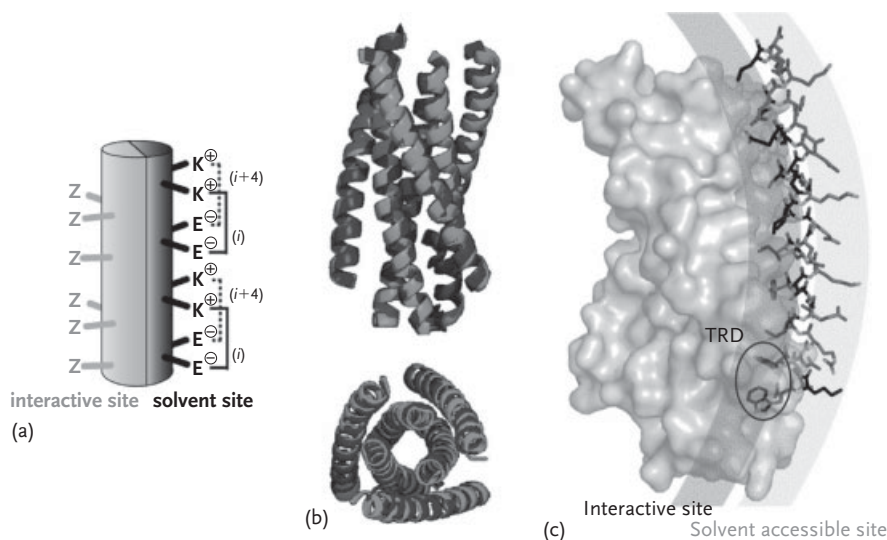 Z
Z
Z
Z
Z
Z
K⊕
K⊕
E⊖
E⊖
K⊕
K⊕
E⊖
E⊖
(i+4)
(i)
(i+4)
(i)
interactive site solvent site
(a)
(b)
TRD
Interactive site
(c)
Solvent accessible site